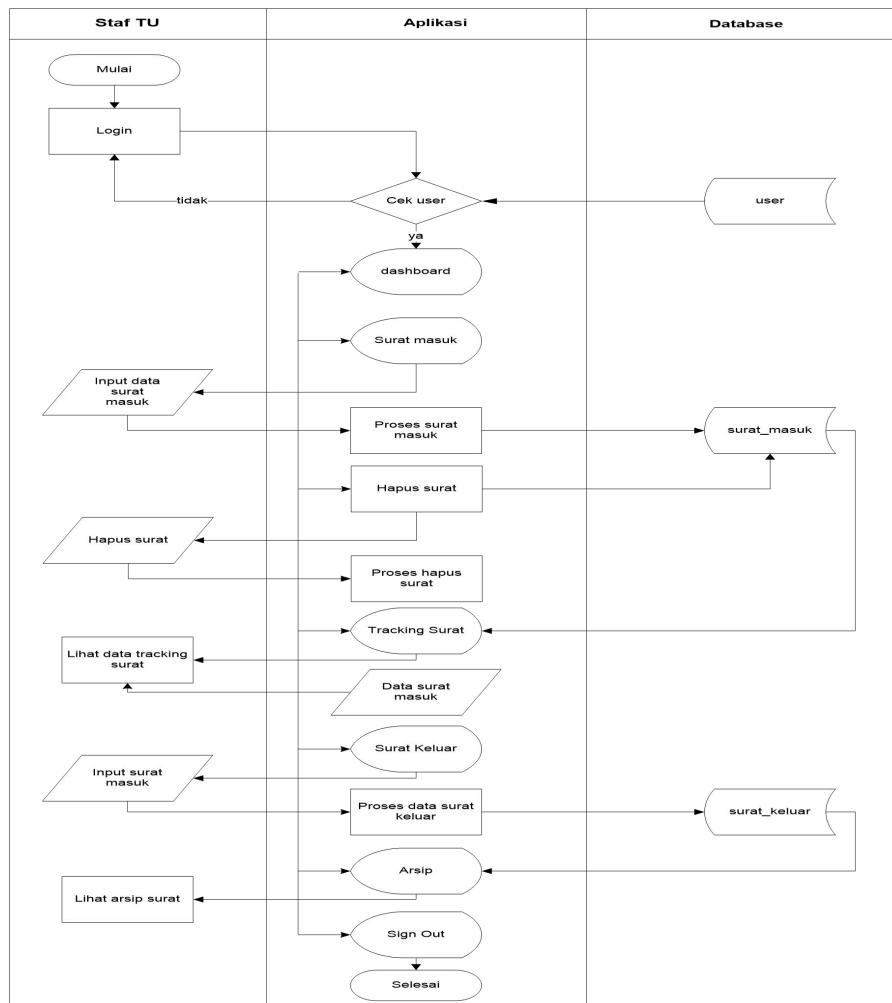 Staf TU
Aplikasi
Database
Mulai
Login
tidak
Cek user
user
ya
dashboard
Surat masuk
Input data
surat
masuk
Proses surat
masuk
surat_masuk
Hapus surat
Hapus surat
Proses hapus
surat
Tracking Surat
Lihat data tracking
surat
Data surat
masuk
Surat Keluar
Input surat
masuk
Proses data surat
keluar
surat_keluar
Arsip
Lihat arsip surat
Sign Out
Selesai